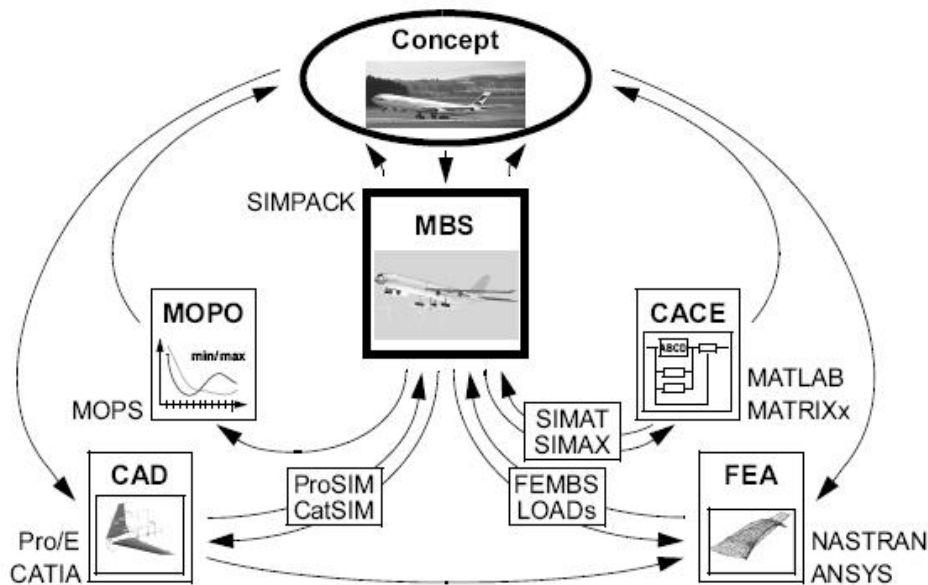 Concept
SIMPACK
MBS
MOPO
min/max
MOPS
CACE
ABCD
MATLAB
MATRIXx
SIMAT
SIMAX
CAD
Pro/E
CATIA
ProSIM
CatSIM
FEMBS
LOADs
FEA
NASTRAN
ANSYS